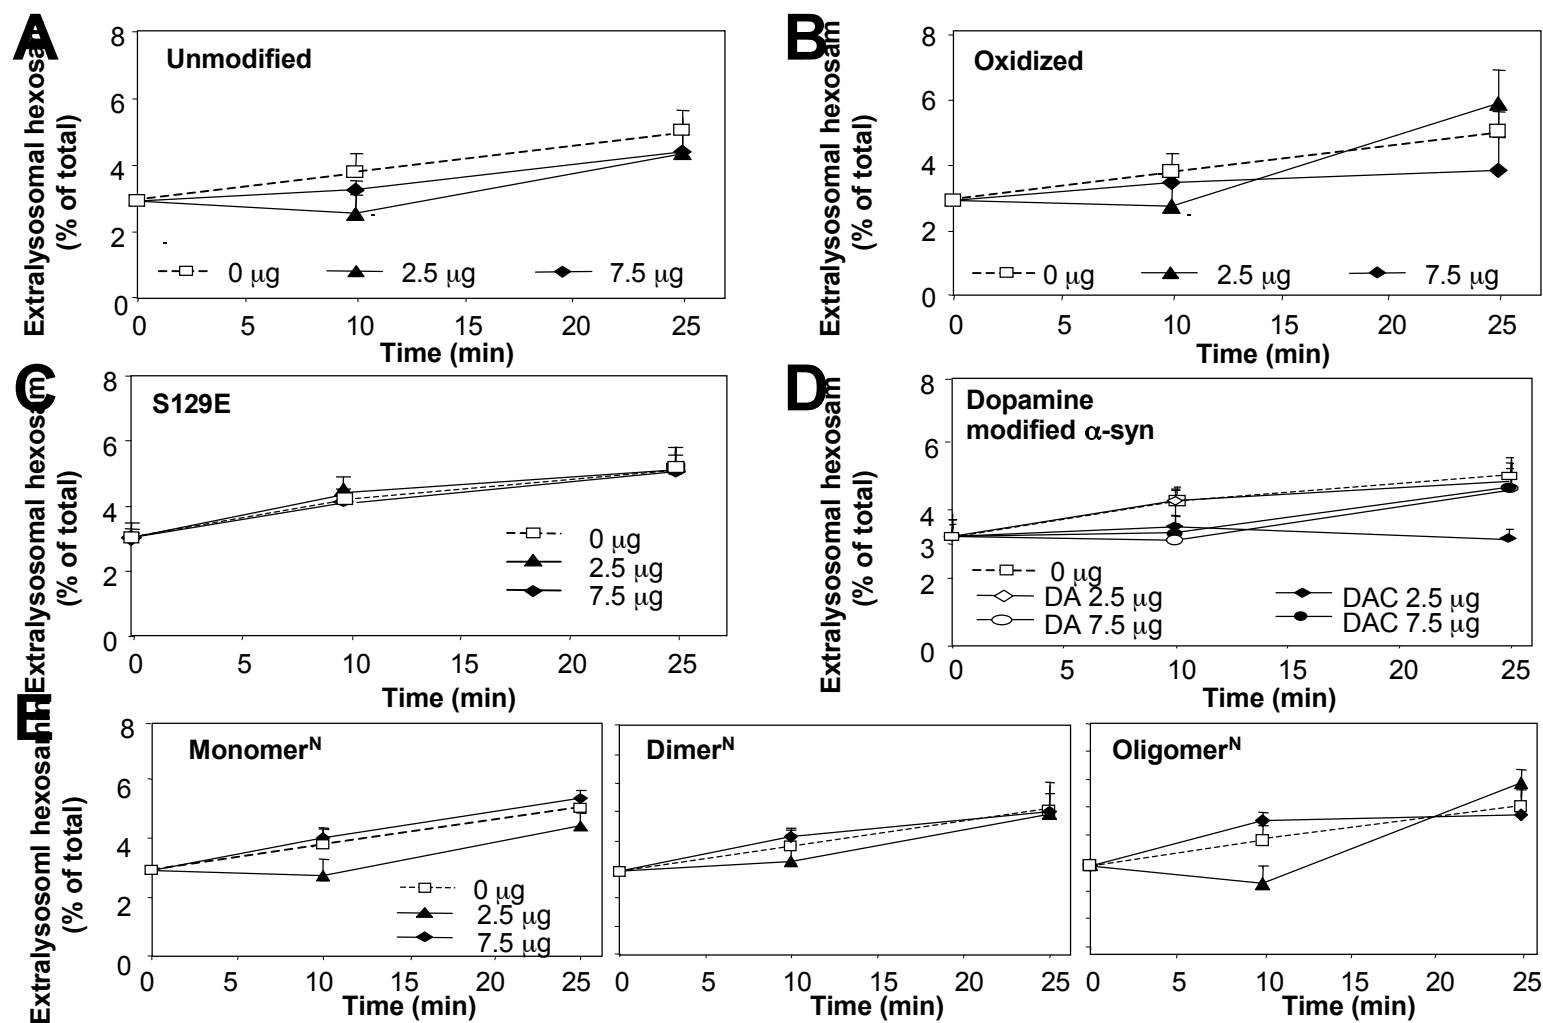 A
Extralysosomal hexosam
(% of total)
Unmodified
8
6
4
2
0
0 μg
2.5 μg
7.5 μg
0 5 10 15 20 25
Time (min)
B
Extralysosomal hexosam
(% of total)
Oxidized
8
6
4
2
0
0 μg
2.5 μg
7.5 μg
0 5 10 15 20 25
Time (min)
C
Extralysosomal hexosam
(% of total)
S129E
8
6
4
2
0
0 μg
2.5 μg
7.5 μg
0 5 10 15 20 25
Time (min)
D
Extralysosomal hexosam
(% of total)
Dopamine
modified α-syn
8
6
4
3
2
0
0 μg
DA 2.5 μg
DA 7.5 μg
DAC 2.5 μg
DAC 7.5 μg
0 5 10 15 20 25
Time (min)
E
Extralysosoml hexosamin
(% of total)
Monomerᴺ
8
6
4
2
0
0 μg
2.5 μg
7.5 μg
0 5 10 15 20 25
Time (min)
Dimerᴺ
0 5 10 15 20 25
Time (min)
Oligomerᴺ
0 5 10 15 20 25
Time (min)